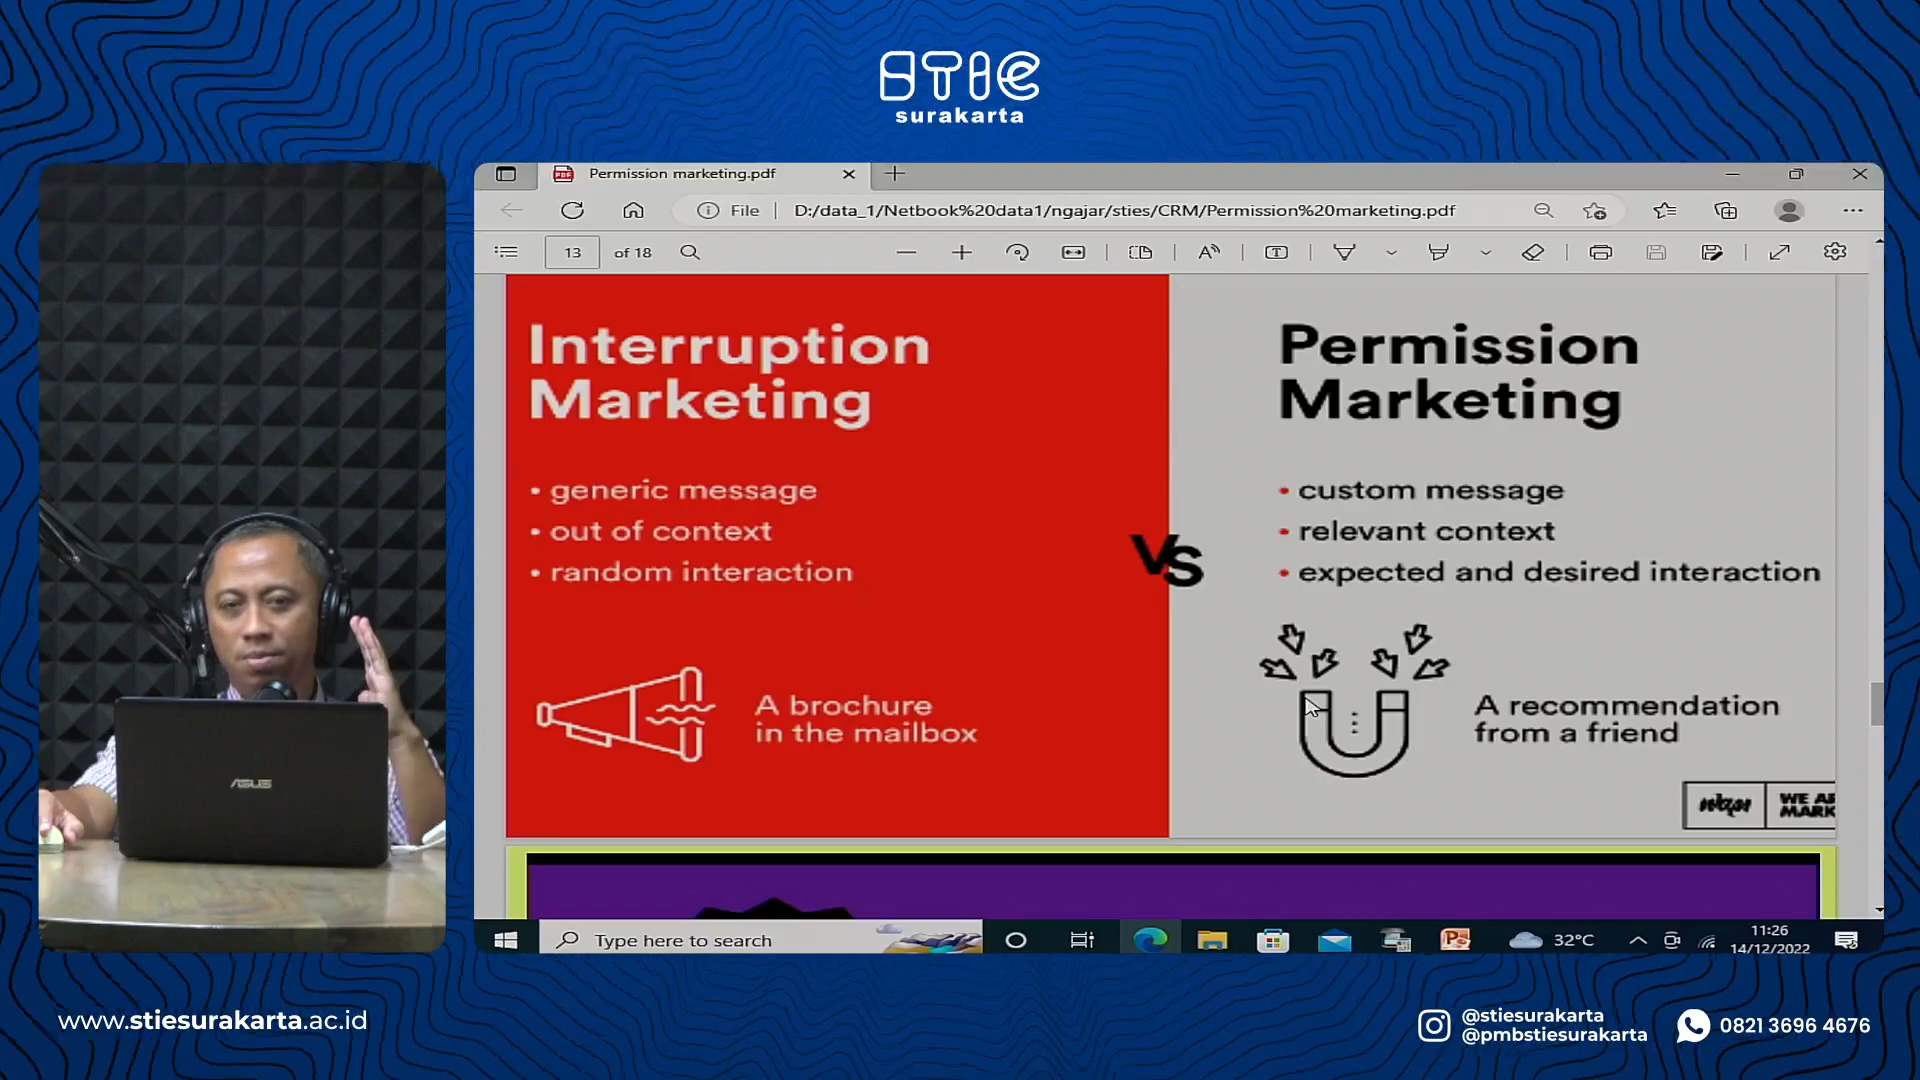 STIE
surakarta
Permission marketing.pdf
File
D:/data_1/Netbook%20data1/ngajar/sties/CRM/Permission%20marketing.pdf
13 of 18
Interruption
Marketing
• generic message
• out of context
• random interaction
A brochure
in the mailbox
VS
Permission
Marketing
• custom message
• relevant context
• expected and desired interaction
A recommendation
from a friend
WE AR
MARK
ASUS
Type here to search
32°C
11:26
14/12/2022
www.stiesurakarta.ac.id
@stiesurakarta
@pmbstiesurakarta
0821 3696 4676